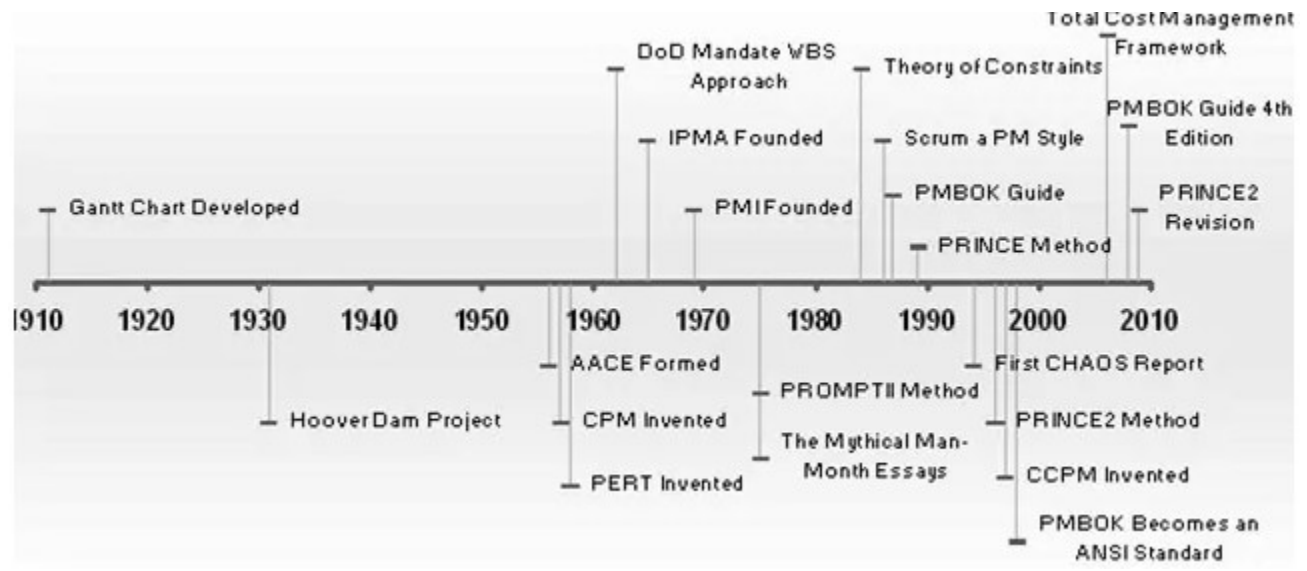 Total Cost Management
Framework
DoD Mandate WBS
Approach
Theory of Constraints
PMBOK Guide 4th
Edition
IPMA Founded
Scrum a PM Style
Gantt Chart Developed
PMI Founded
PMBOK Guide
PRINCE2
Revision
PRINCE Method
1910 1920 1930 1940 1950 1960 1970 1980 1990 2000 2010
AACE Formed
First CHAOS Report
PROMPTII Method
Hoover Dam Project
CPM Invented
PRINCE2 Method
The Mythical Man-
Month Essays
PERT Invented
CCPM Invented
PMBOK Becomes an
ANSI Standard